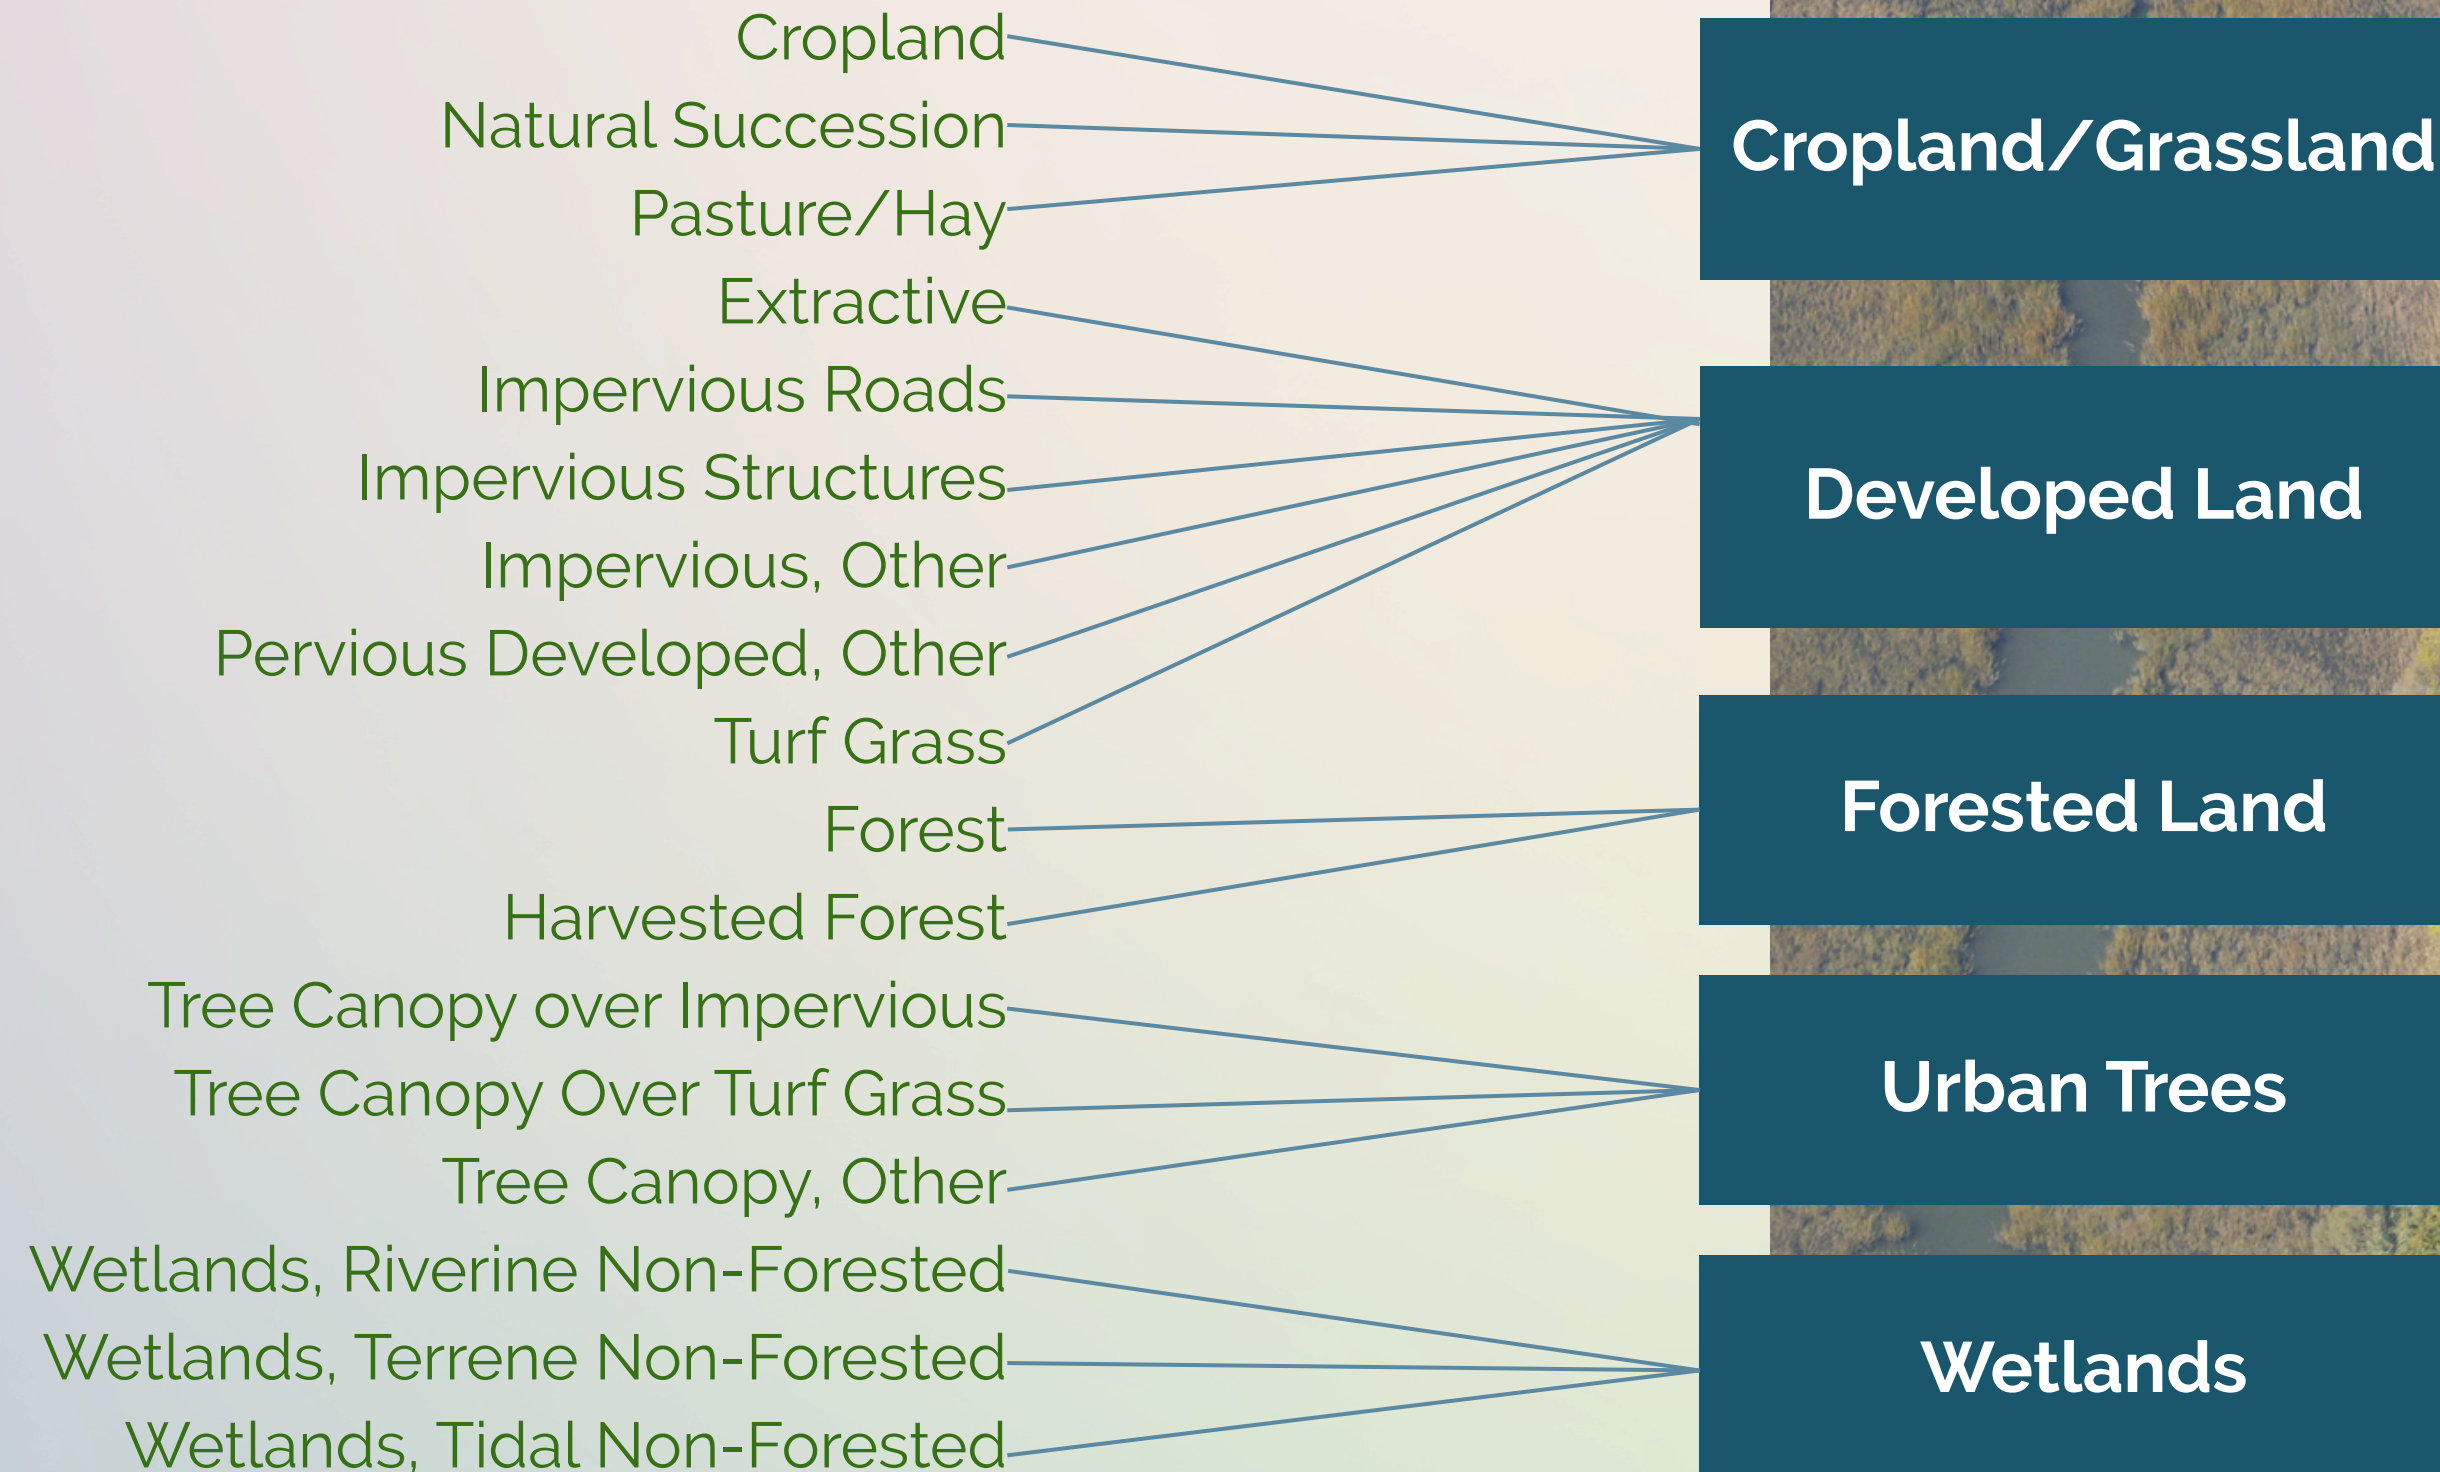 Cropland
Natural Succession
Pasture/Hay
Extractive
Impervious Roads
Impervious Structures
Impervious, Other
Pervious Developed, Other
Turf Grass
Forest
Harvested Forest
Tree Canopy over Impervious
Tree Canopy Over Turf Grass
Tree Canopy, Other
Wetlands, Riverine Non-Forested
Wetlands, Terrene Non-Forested
Wetlands, Tidal Non-Forested
Cropland/Grassland
Developed Land
Forested Land
Urban Trees
Wetlands